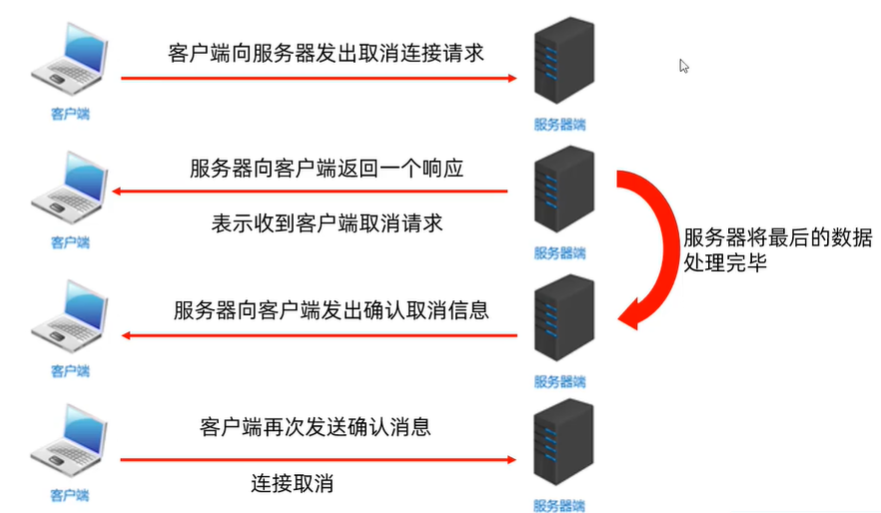 客户端向服务器发出取消连接请求
客户端
服务器端
服务器向客户端返回一个响应
表示收到客户端取消请求
客户端
服务器端
服务器将最后的数据
处理完毕
服务器向客户端发出确认取消信息
客户端
服务器端
客户端再次发送确认消息
连接取消
客户端
服务器端